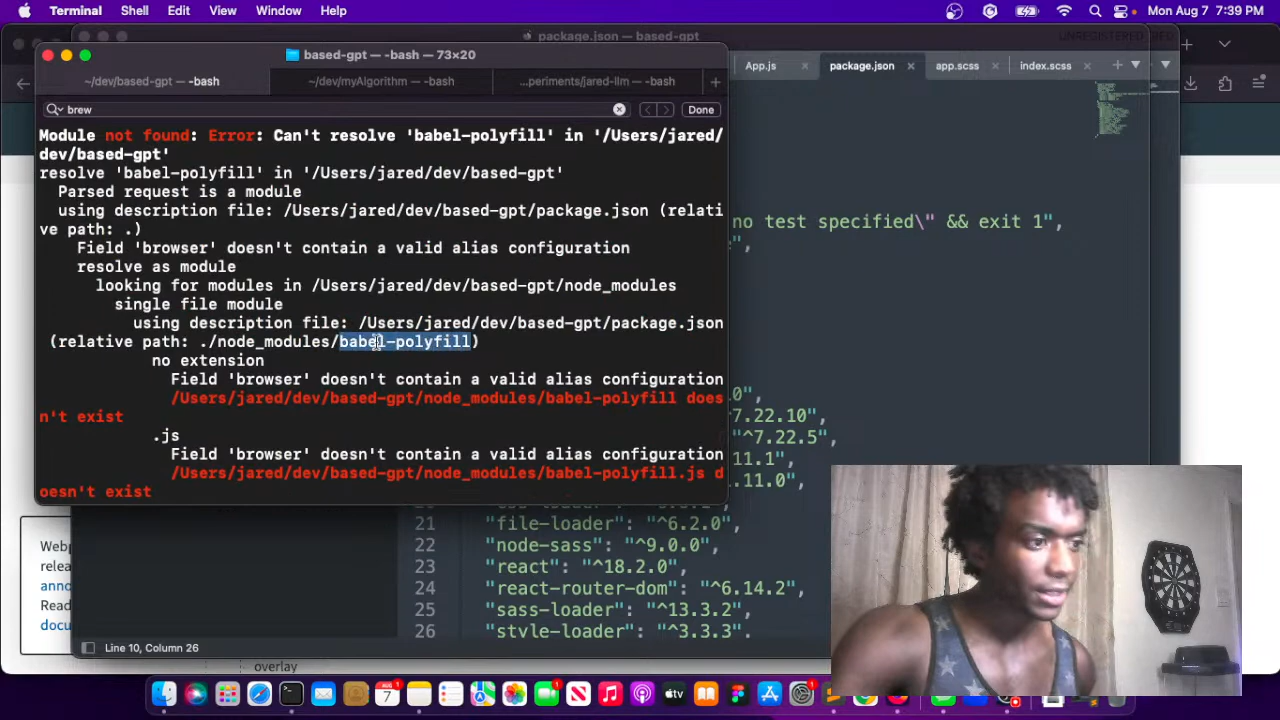 Terminal Shell Edit View Window Help Mon Aug 7 7:39 PM
package.json — based-gpt UNREGISTERED
based-gpt — -bash — 73×20
~/dev/based-gpt — -bash ~/dev/myAlgorithm — -bash ...periments/jared-llm — -bash
App.js package.json app.scss index.scss
brew Done
Module not found: Error: Can't resolve 'babel-polyfill' in '/Users/jared/
dev/based-gpt'
resolve 'babel-polyfill' in '/Users/jared/dev/based-gpt'
Parsed request is a module
using description file: /Users/jared/dev/based-gpt/package.json (relati
ve path: .)
Field 'browser' doesn't contain a valid alias configuration
resolve as module
looking for modules in /Users/jared/dev/based-gpt/node_modules
single file module
using description file: /Users/jared/dev/based-gpt/package.json
(relative path: ./node_modules/babel-polyfill)
no extension
Field 'browser' doesn't contain a valid alias configuration
/Users/jared/dev/based-gpt/node_modules/babel-polyfill does
n't exist
.js
Field 'browser' doesn't contain a valid alias configuration
/Users/jared/dev/based-gpt/node_modules/babel-polyfill.js d
oesn't exist
no test specified\" && exit 1",
",
0",
^7.22.10",
"^7.22.5",
11.1",
.11.0",
21 "file-loader": "^6.2.0",
22 "node-sass": "^9.0.0",
23 "react": "^18.2.0",
24 "react-router-dom": "^6.14.2",
25 "sass-loader": "^13.3.2",
26 "style-loader": "^3.3.3".
Web
relea
anno
Read
docu
Line 10, Column 26
overlay